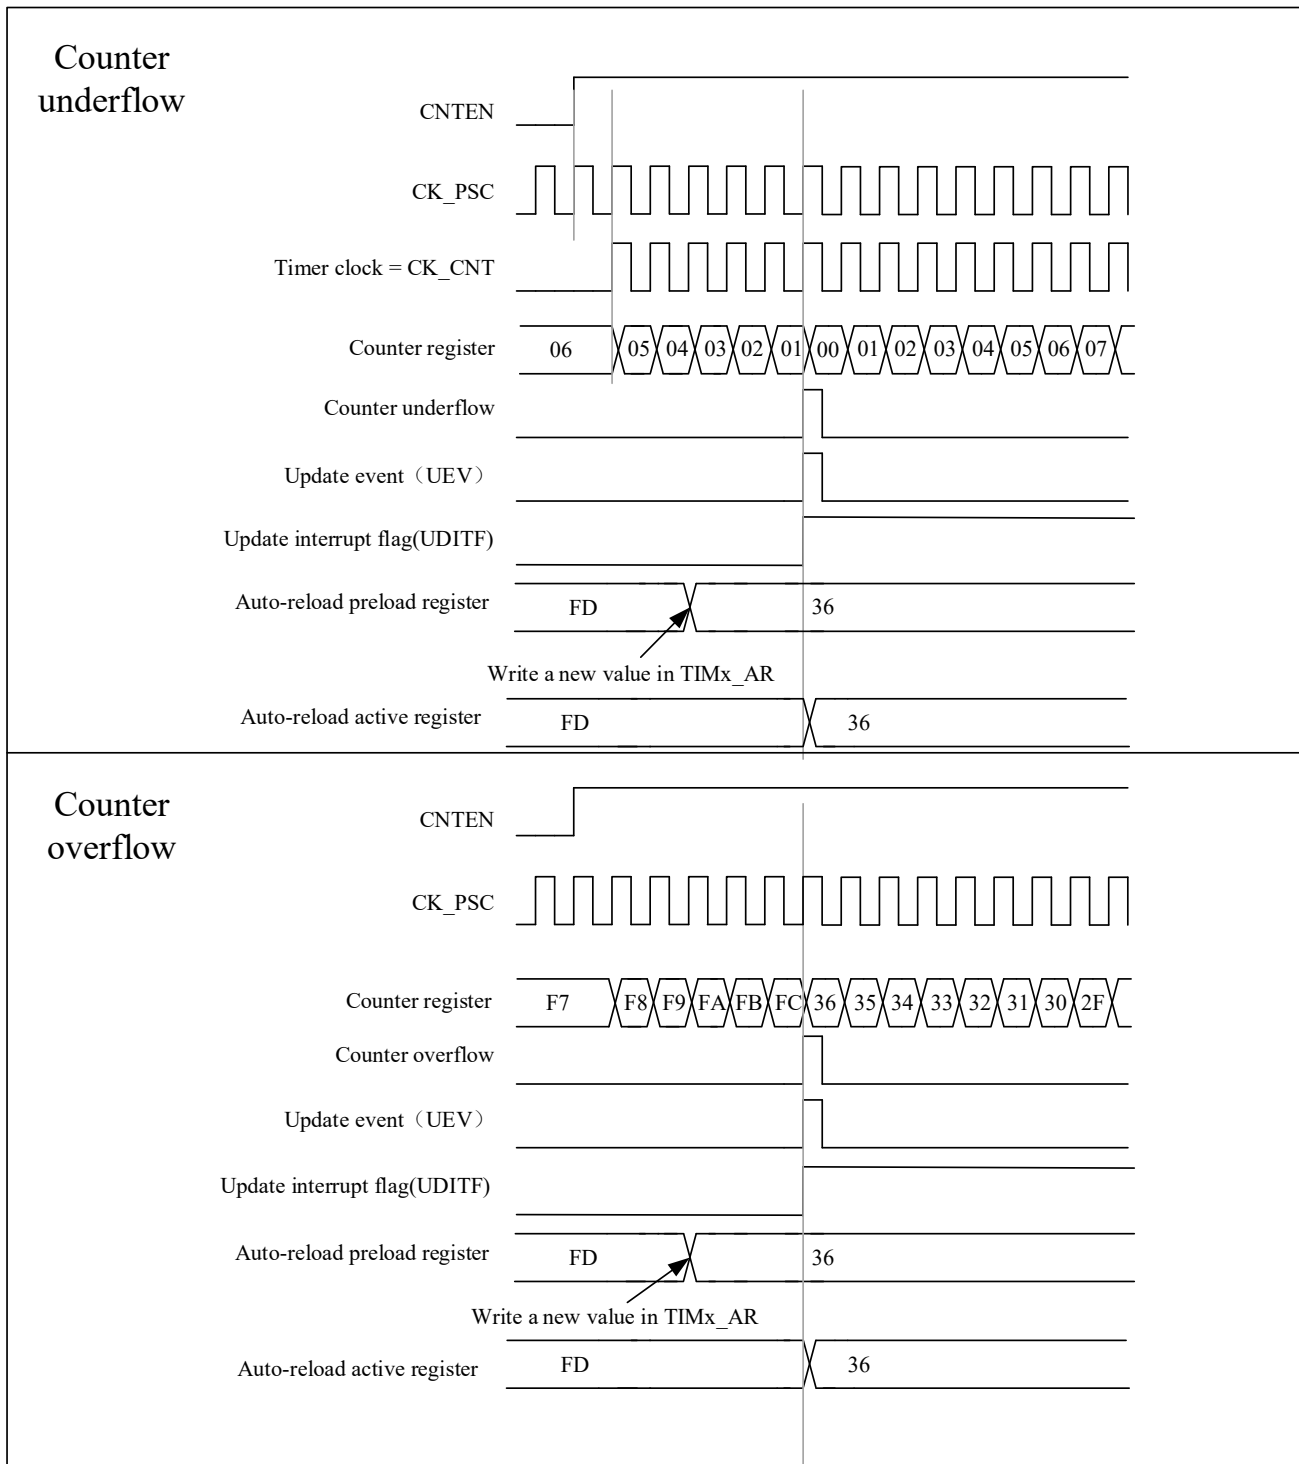 Counter
underflow
CNTEN
CK_PSC
Timer clock = CK_CNT
Counter register 06 05 04 03 02 01 00 01 02 03 04 05 06 07
Counter underflow
Update event（UEV）
Update interrupt flag(UDITF)
Auto-reload preload register FD 36
Write a new value in TIMx_AR
Auto-reload active register FD 36
Counter
overflow
CNTEN
CK_PSC
Counter register F7 F8 F9 FA FB FC 36 35 34 33 32 31 30 2F
Counter overflow
Update event（UEV）
Update interrupt flag(UDITF)
Auto-reload preload register FD 36
Write a new value in TIMx_AR
Auto-reload active register FD 36